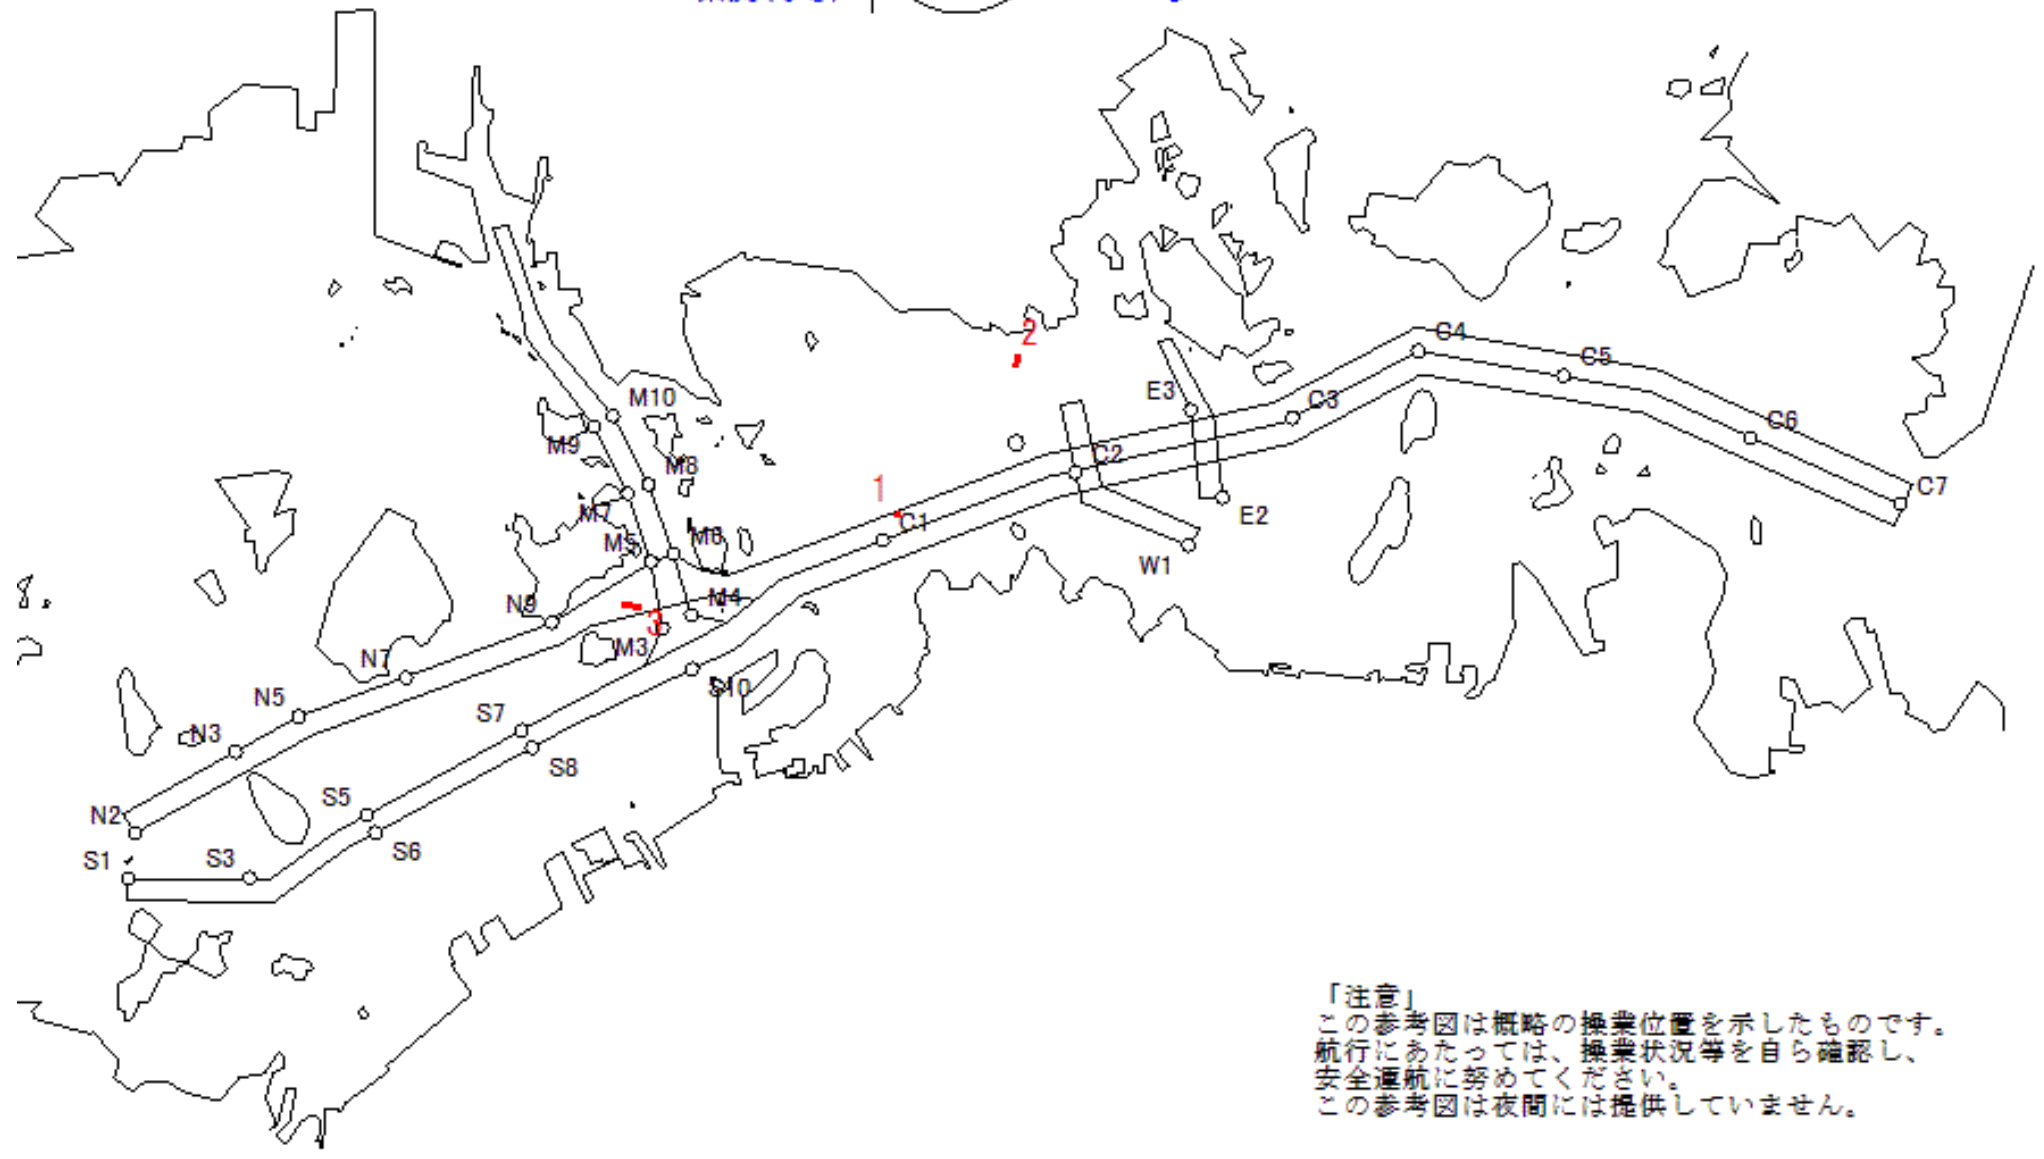 2
C4
C5
E3
M10
C3
C6
M9
C2
M8
1
C7
M7
E2
C1
M6
M5
W1
N9
M4
3
M3
N7
S10
N5
S7
N3
S8
S5
N2
S6
S1
S3
「注意」
この参考図は概略の操業位置を示したものです。
航行にあたっては、操業状況等を自ら確認し、
安全運航に努めてください。
この参考図は夜間には提供していません。